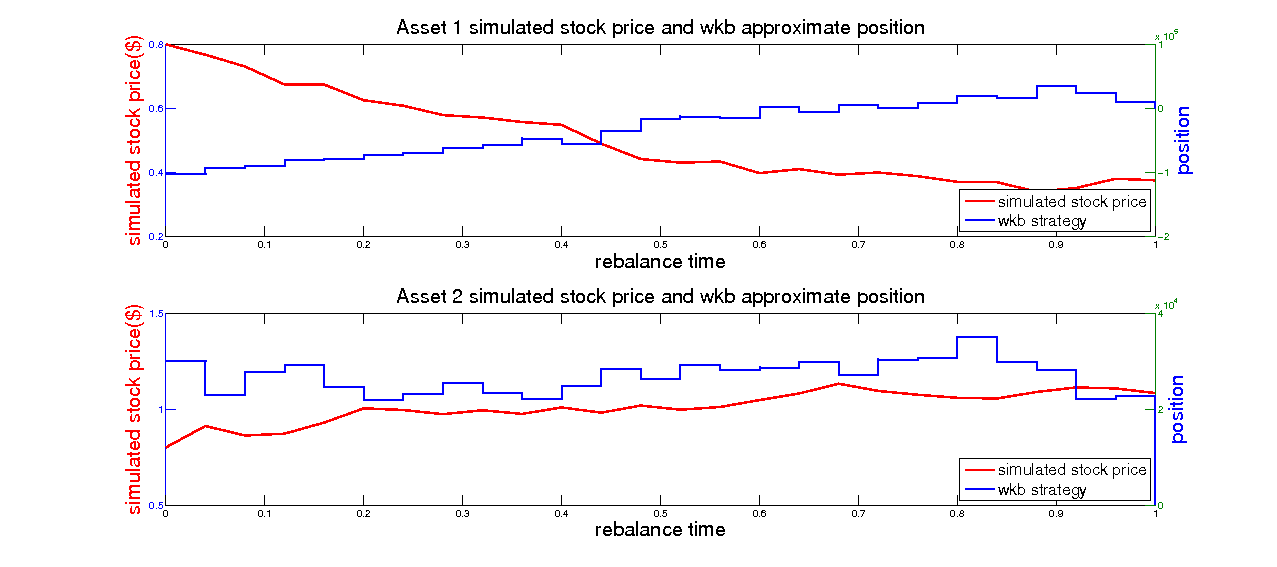 Asset 1 simulated stock price and wkb approximate position
x 10^5
simulated stock price($)
0.8
0.6
0.4
0.2
1
0
-1
-2
position
simulated stock price
wkb strategy
0 0.1 0.2 0.3 0.4 0.5 0.6 0.7 0.8 0.9 1
rebalance time
Asset 2 simulated stock price and wkb approximate position
x 10^4
simulated stock price($)
1.5
1
0.5
4
2
0
position
simulated stock price
wkb strategy
0 0.1 0.2 0.3 0.4 0.5 0.6 0.7 0.8 0.9 1
rebalance time